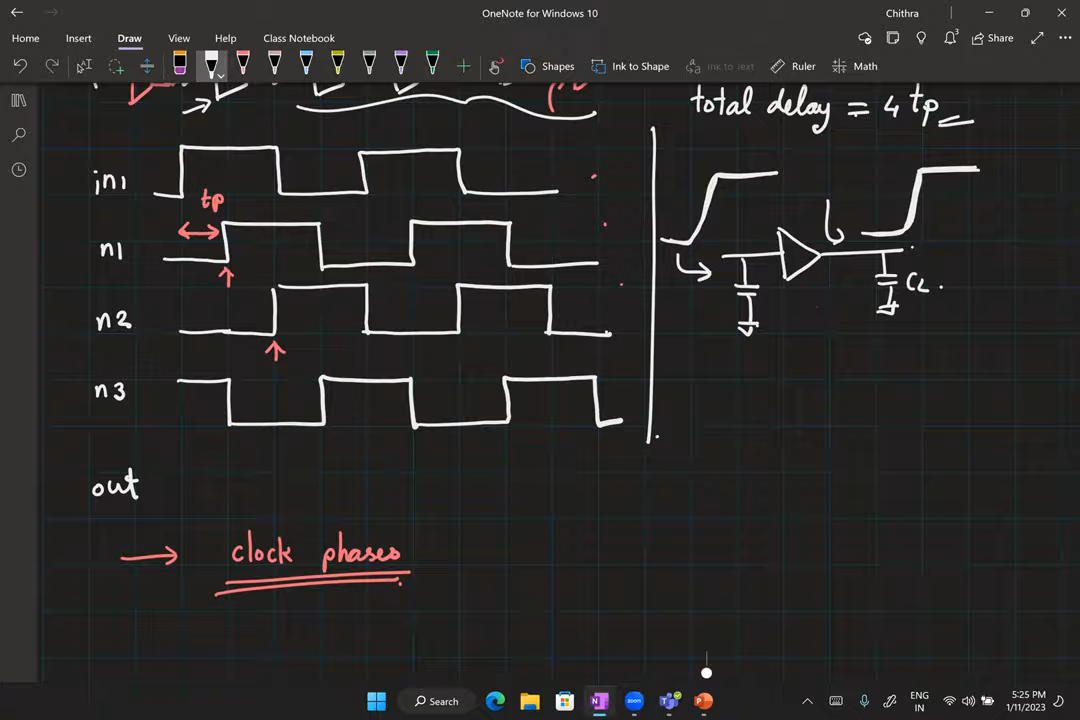 OneNote for Windows 10
Chithra
Home Insert Draw View Help Class Notebook
Share
Shapes Ink to Shape Ink to Text Ruler Math
total delay = 4 tp
in1
tp
n1
n2
n3
out
CL
clock phases
Search
zoom
ENG
IN
5:25 PM
1/11/2023